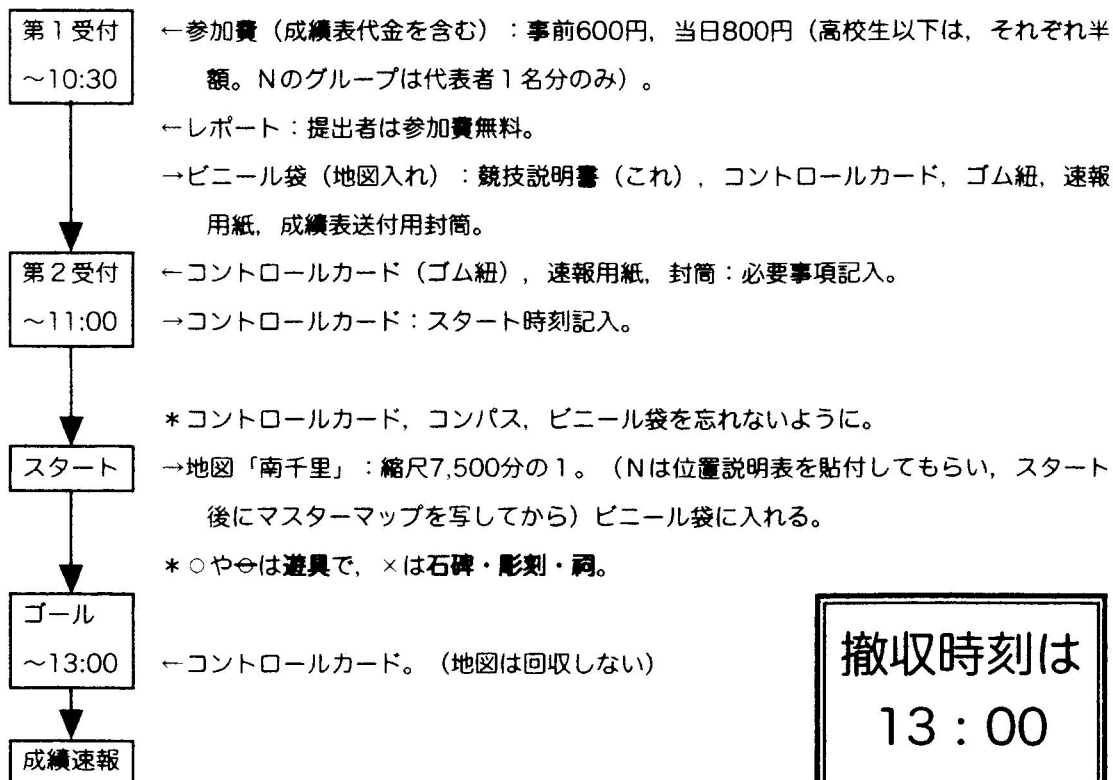 第1受付
~10:30
←参加費(成績表代金を含む):事前600円,当日800円(高校生以下は,それぞれ半
額。Nのグループは代表者1名分のみ)。
←レポート:提出者は参加費無料。
→ビニール袋(地図入れ):競技説明書(これ),コントロールカード,ゴム紐,速報
用紙,成績表送付用封筒。
第2受付
~11:00
←コントロールカード(ゴム紐),速報用紙,封筒:必要事項記入。
→コントロールカード:スタート時刻記入。
*コントロールカード,コンパス,ビニール袋を忘れないように。
スタート
→地図「南千里」:縮尺7,500分の1。(Nは位置説明表を貼付してもらい,スタート
後にマスターマップを写してから)ビニール袋に入れる。
*○や⊖は遊具で,×は石碑・彫刻・祠。
ゴール
~13:00
←コントロールカード。(地図は回収しない)
成績速報
撤収時刻は
13:00